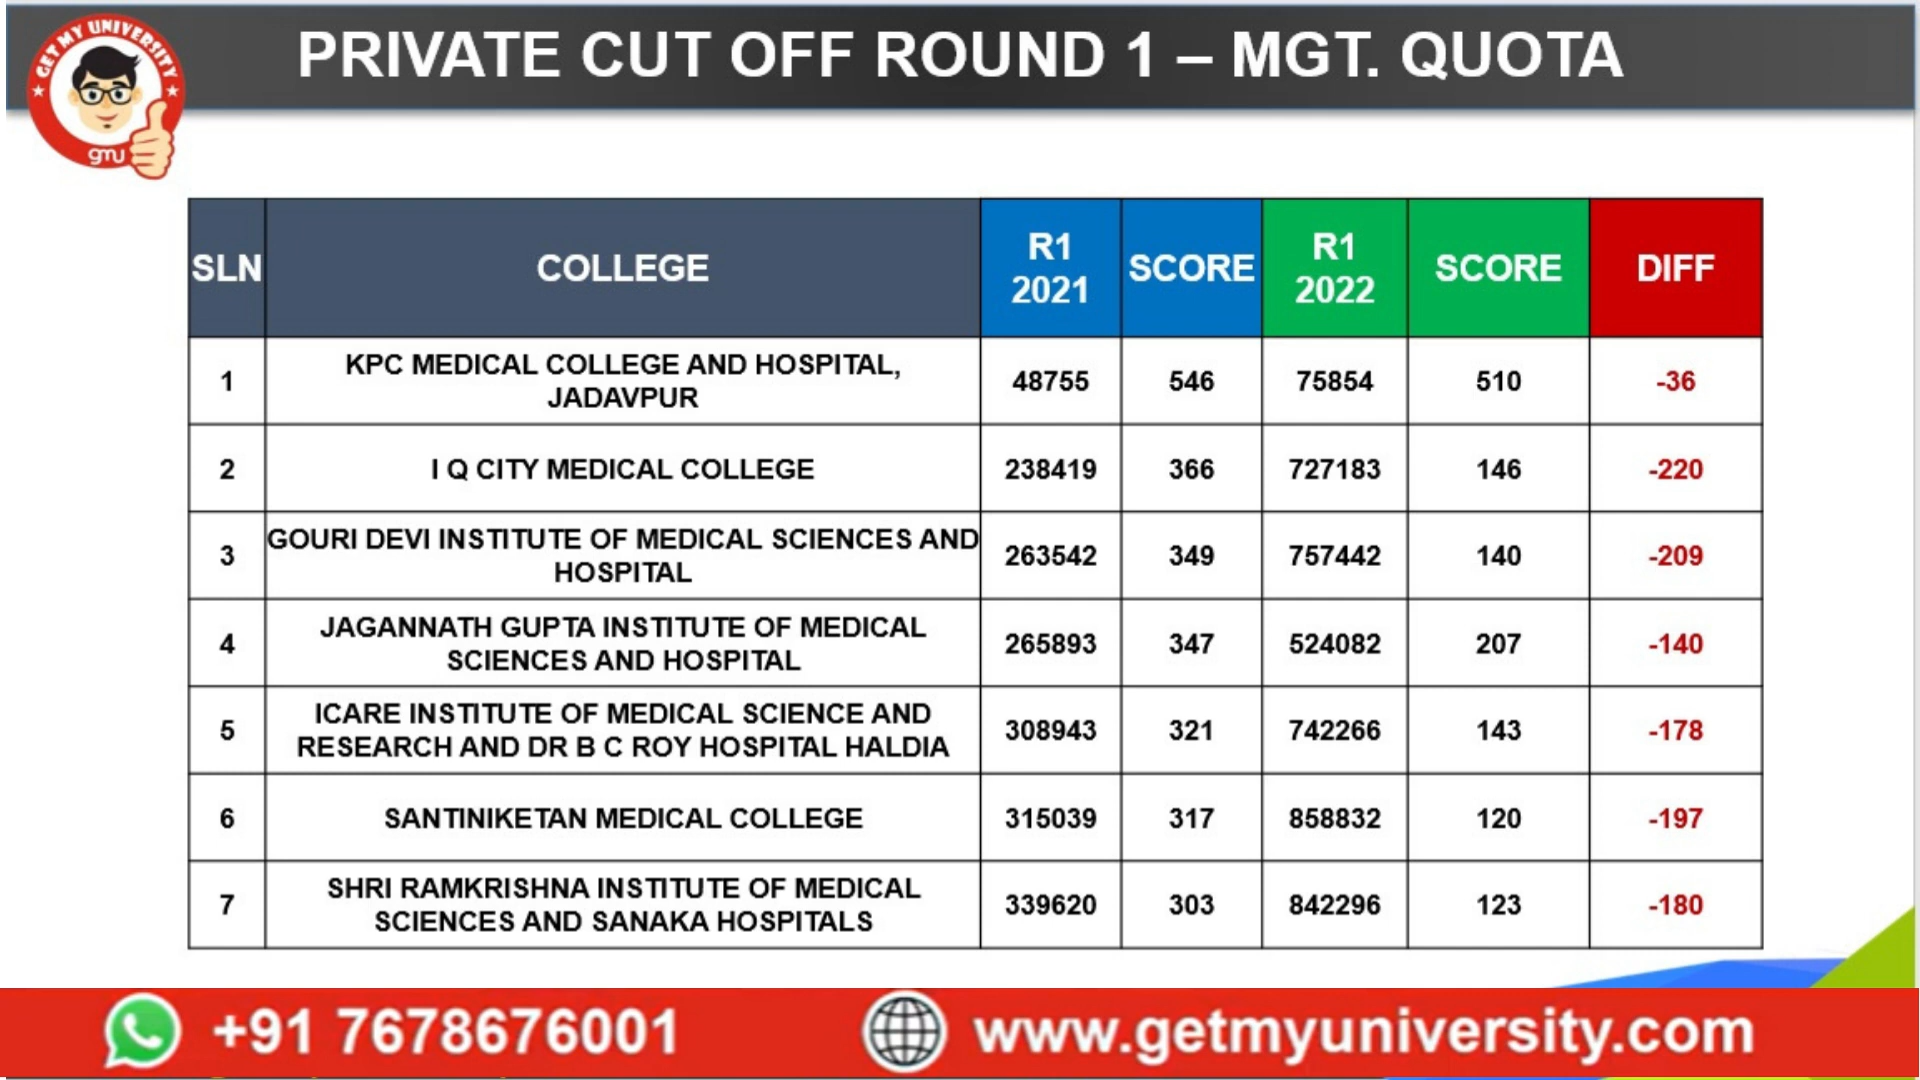 GET MY UNIVERSITY
gmu
PRIVATE CUT OFF ROUND 1 – MGT. QUOTA
SLN COLLEGE R1 2021 SCORE R1 2022 SCORE DIFF
1 KPC MEDICAL COLLEGE AND HOSPITAL, JADAVPUR 48755 546 75854 510 -36
2 I Q CITY MEDICAL COLLEGE 238419 366 727183 146 -220
3 GOURI DEVI INSTITUTE OF MEDICAL SCIENCES AND HOSPITAL 263542 349 757442 140 -209
4 JAGANNATH GUPTA INSTITUTE OF MEDICAL SCIENCES AND HOSPITAL 265893 347 524082 207 -140
5 ICARE INSTITUTE OF MEDICAL SCIENCE AND RESEARCH AND DR B C ROY HOSPITAL HALDIA 308943 321 742266 143 -178
6 SANTINIKETAN MEDICAL COLLEGE 315039 317 858832 120 -197
7 SHRI RAMKRISHNA INSTITUTE OF MEDICAL SCIENCES AND SANAKA HOSPITALS 339620 303 842296 123 -180
+91 7678676001 www.getmyuniversity.com